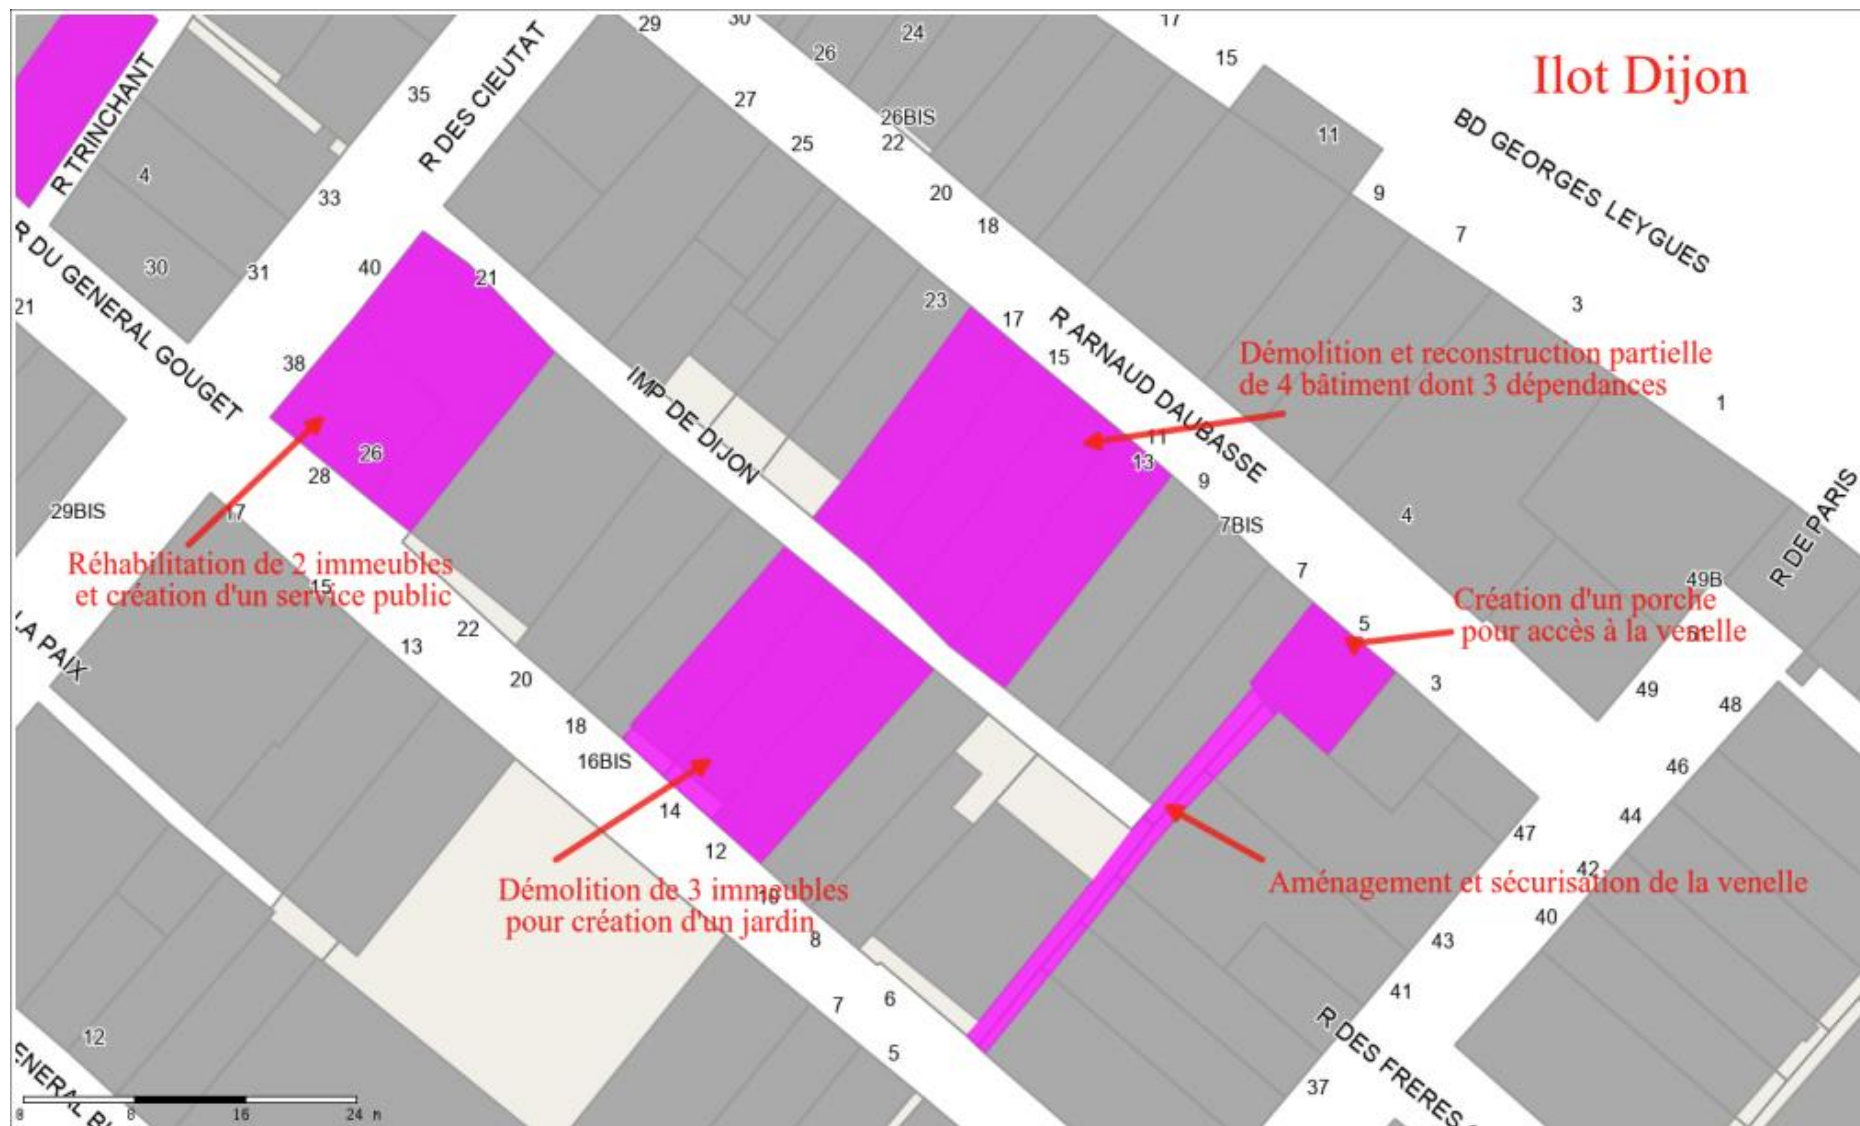 Ilot Dijon
29
30
24
17
26
15
35
R DES CIEUTAT
27
26BIS
11
BD GEORGES LEYGUES
R TRINCHANT
25
22
4
33
20
9
18
7
R DU GENERAL GOUGET
30
31
40
21
23
3
21
17
R ARNAUD DAUBASSE
Démolition et reconstruction partielle
de 4 bâtiment dont 3 dépendances
15
38
IMP DE DIJON
1
11
13
26
28
9
29BIS
17
7BIS
4
R DE PARIS
Réhabilitation de 2 immeubles
et création d'un service public
15
7
49B
Création d'un porche
pour accès à la venelle
5
51
LA PAIX
13
22
20
3
49
48
18
16BIS
46
14
44
47
12
42
Démolition de 3 immeubles
pour création d'un jardin
10
Aménagement et sécurisation de la venelle
8
40
43
41
7
6
5
R DES FRERES
12
37
ENERAL
0 8 16 24 m